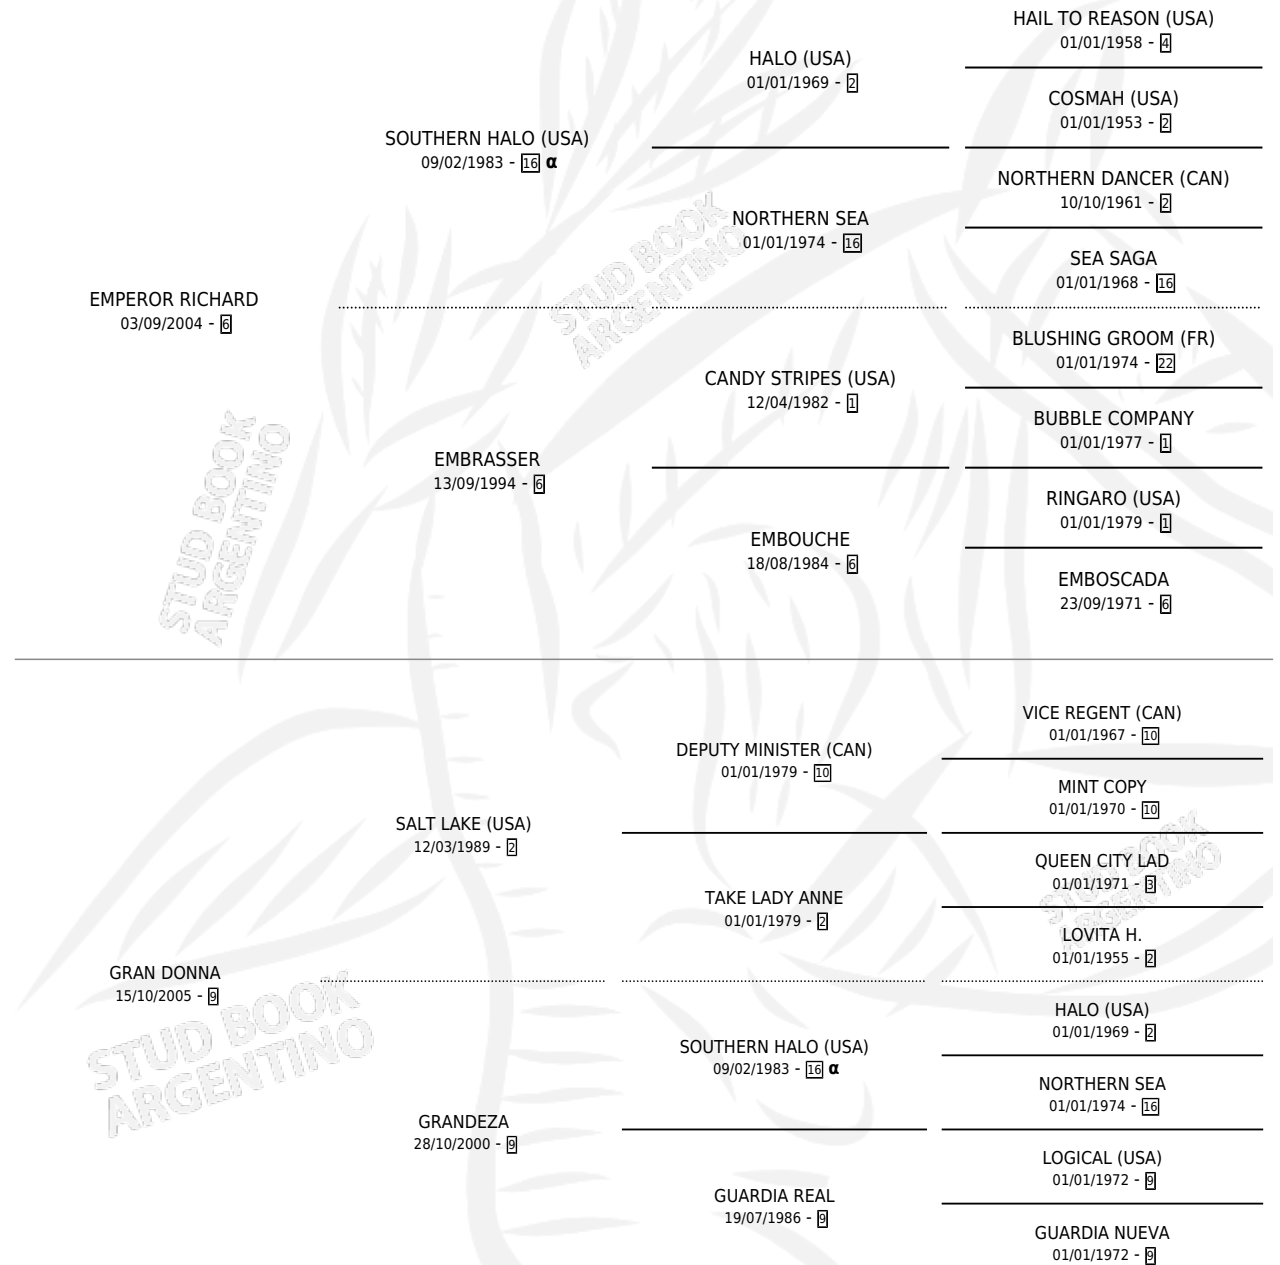 HAIL TO REASON (USA)
01/01/1958 - 4
HALO (USA)
01/01/1969 - 2
COSMAH (USA)
01/01/1953 - 2
SOUTHERN HALO (USA)
09/02/1983 - 16 α
NORTHERN DANCER (CAN)
10/10/1961 - 2
NORTHERN SEA
01/01/1974 - 16
SEA SAGA
01/01/1968 - 16
STUD BOOK
ARGENTINO
EMPEROR RICHARD
03/09/2004 - 6
BLUSHING GROOM (FR)
01/01/1974 - 22
CANDY STRIPES (USA)
12/04/1982 - 1
BUBBLE COMPANY
01/01/1977 - 1
EMBRASSER
13/09/1994 - 6
RINGARO (USA)
01/01/1979 - 1
EMBOUCHE
18/08/1984 - 6
EMBOSCADA
23/09/1971 - 6
STUD BOOK
ARGENTINO
VICE REGENT (CAN)
01/01/1967 - 10
DEPUTY MINISTER (CAN)
01/01/1979 - 10
MINT COPY
01/01/1970 - 10
SALT LAKE (USA)
12/03/1989 - 2
QUEEN CITY LAD
01/01/1971 - 3
TAKE LADY ANNE
01/01/1979 - 2
LOVITA H.
01/01/1955 - 2
STUD BOOK
ARGENTINO
GRAN DONNA
15/10/2005 - 9
HALO (USA)
01/01/1969 - 2
SOUTHERN HALO (USA)
09/02/1983 - 16 α
NORTHERN SEA
01/01/1974 - 16
GRANDEZA
28/10/2000 - 9
LOGICAL (USA)
01/01/1972 - 9
GUARDIA REAL
19/07/1986 - 9
GUARDIA NUEVA
01/01/1972 - 9
STUD BOOK
ARGENTINO